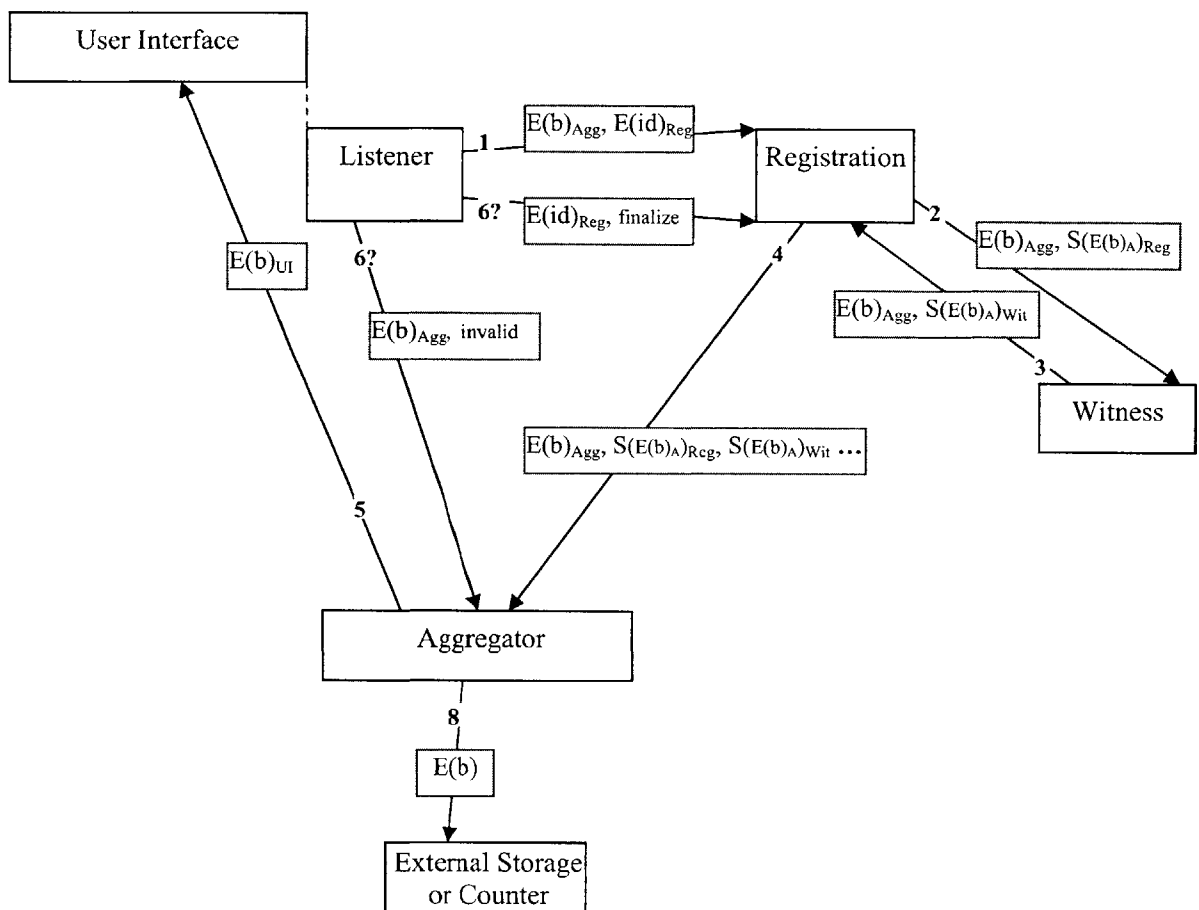 User Interface
E(b)Agg, E(id)Reg
1
Listener
Registration
6?
E(id)Reg, finalize
2
E(b)Agg, S(E(b)A)Reg
E(b)UI
6?
4
E(b)Agg, S(E(b)A)Wit
E(b)Agg, invalid
3
Witness
E(b)Agg, S(E(b)A)Reg, S(E(b)A)Wit ...
5
Aggregator
8
E(b)
External Storage
or Counter